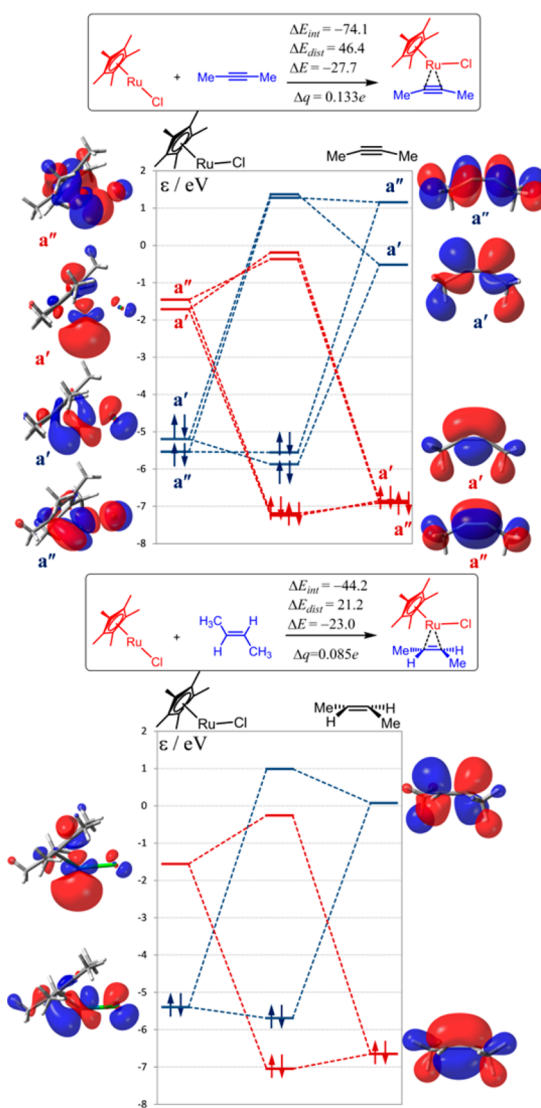 ΔE_int = −74.1
ΔE_dist = 46.4
ΔE = −27.7
Δq = 0.133e
Ru
Cl
+
Me
Me
Ru
Cl
Me
Me
Ru
Cl
Me
Me
ε / eV
2
1
0
-1
-2
-3
-4
-5
-6
-7
-8
a″
a′
a′
a″
a″
a′
a′
a″
a″
a′
a′
a″
a″
a′
a′
a″
ΔE_int = −44.2
ΔE_dist = 21.2
ΔE = −23.0
Δq=0.085e
Ru
Cl
+
H₃C
H
H
CH₃
Ru
Cl
Me
H
H
Me
Ru
Cl
Me
H
H
Me
ε / eV
2
1
0
-1
-2
-3
-4
-5
-6
-7
-8